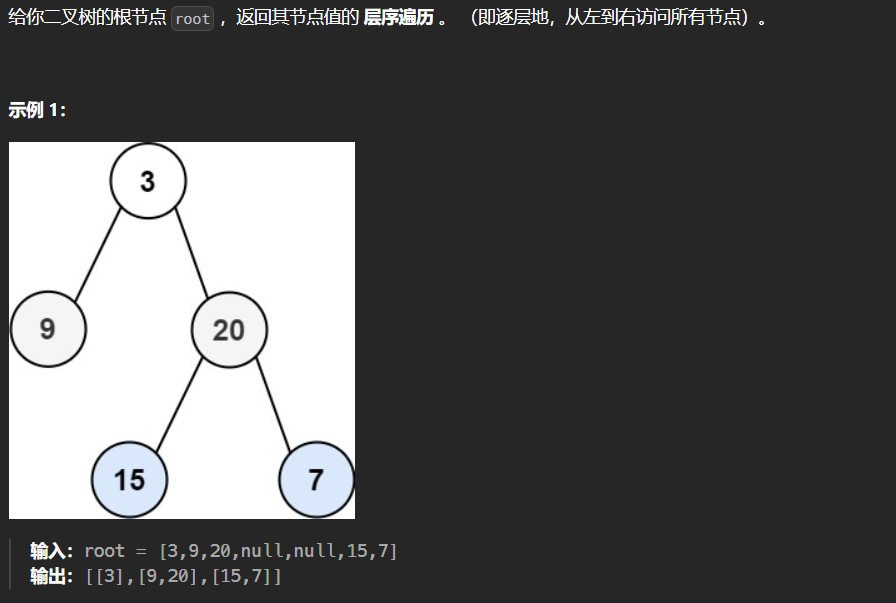 给你二叉树的根节点 root ，返回其节点值的 层序遍历 。 （即逐层地，从左到右访问所有节点）。
示例 1：
3
9
20
15
7
输入：root = [3,9,20,null,null,15,7]
输出：[[3],[9,20],[15,7]]